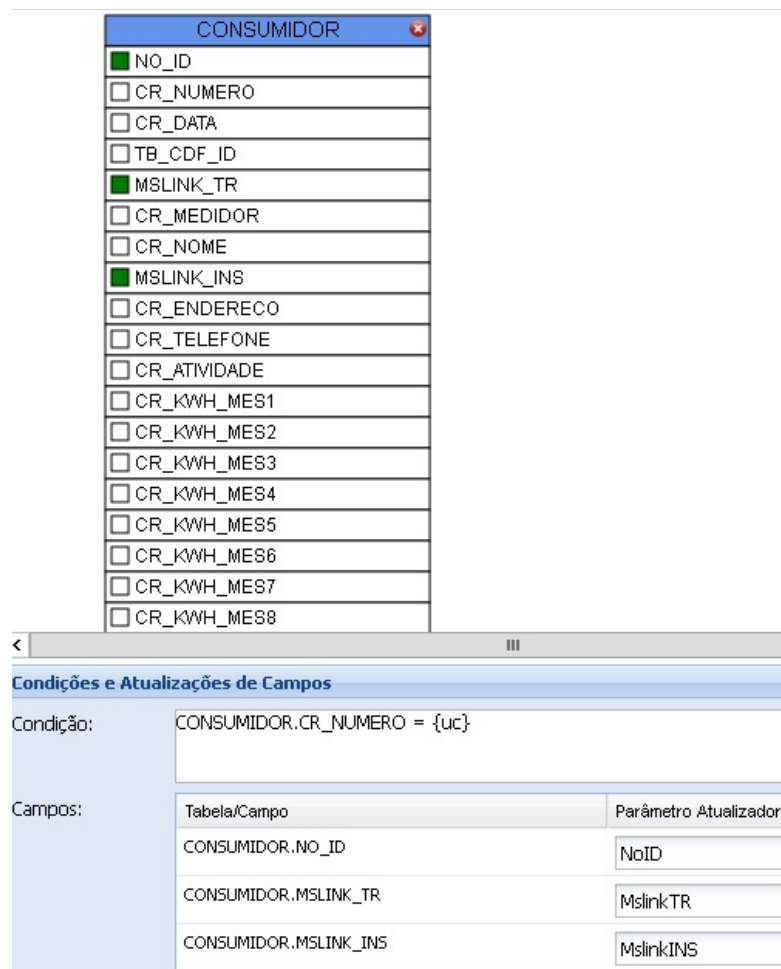 CONSUMIDOR
NO_ID
CR_NUMERO
CR_DATA
TB_CDF_ID
MSLINK_TR
CR_MEDIDOR
CR_NOME
MSLINK_INS
CR_ENDERECO
CR_TELEFONE
CR_ATIVIDADE
CR_KWH_MES1
CR_KWH_MES2
CR_KWH_MES3
CR_KWH_MES4
CR_KWH_MES5
CR_KWH_MES6
CR_KWH_MES7
CR_KWH_MES8
Condições e Atualizações de Campos
Condição: CONSUMIDOR.CR_NUMERO = {uc}
Campos: Tabela/Campo Parâmetro Atualizador
CONSUMIDOR.NO_ID NoID
CONSUMIDOR.MSLINK_TR MslinkTR
CONSUMIDOR.MSLINK_INS MslinkINS